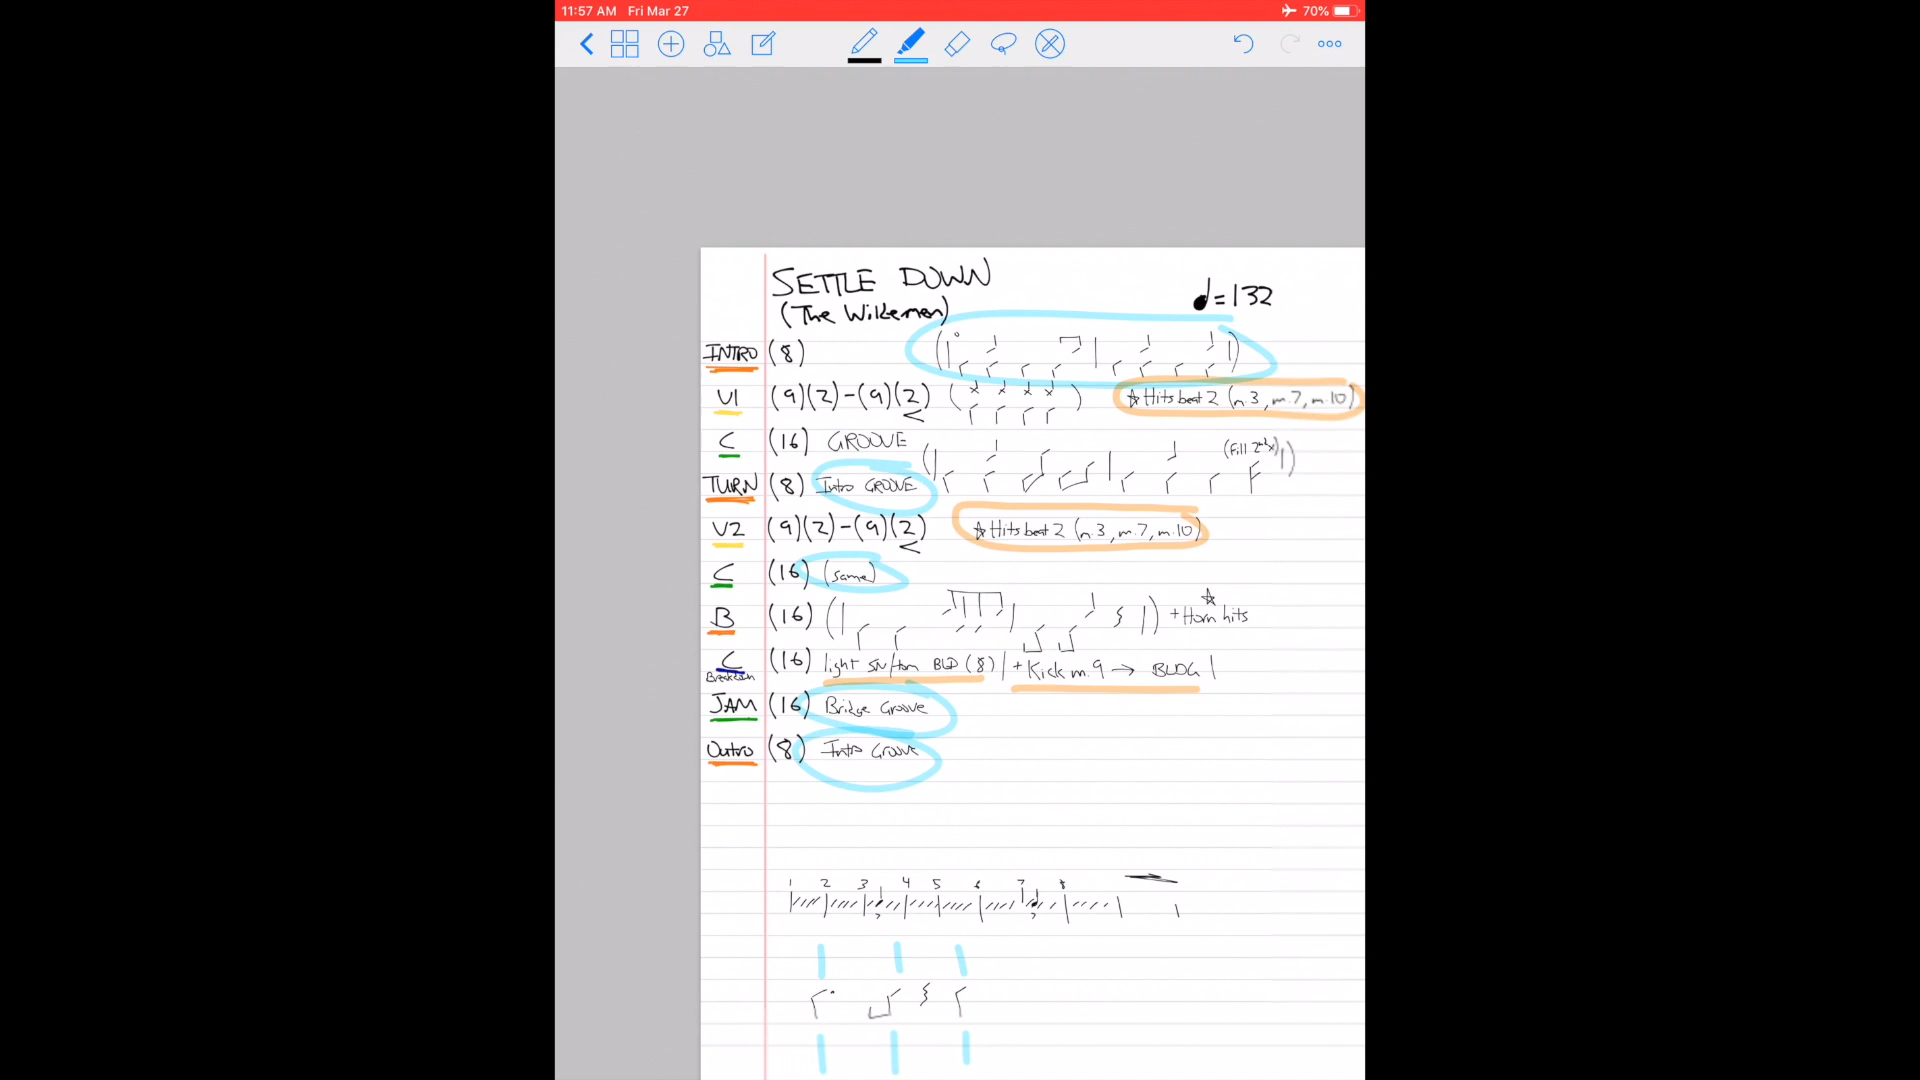 11:57 AM Fri Mar 27 70%
SETTLE DOWN
(The Wildemen) ♩=132
INTRO (8)
V1 (9)(2)-(9)(2) ☆Hits beat 2 (m.3, m.7, m.10)
<
C (16) GROOVE (Fill 2nd x)
TURN (8) Intro GROOVE
V2 (9)(2)-(9)(2) ☆Hits beat 2 (m.3, m.7, m.10)
<
C (16) (same)
B (16) + Horn hits
C (16) light SN/tom BLD (8) | + Kick m.9 → BLDG |
Breakdown
JAM (16) Bridge Groove
Outro (8) Intro Groove
1 2 3 4 5 6 7 8